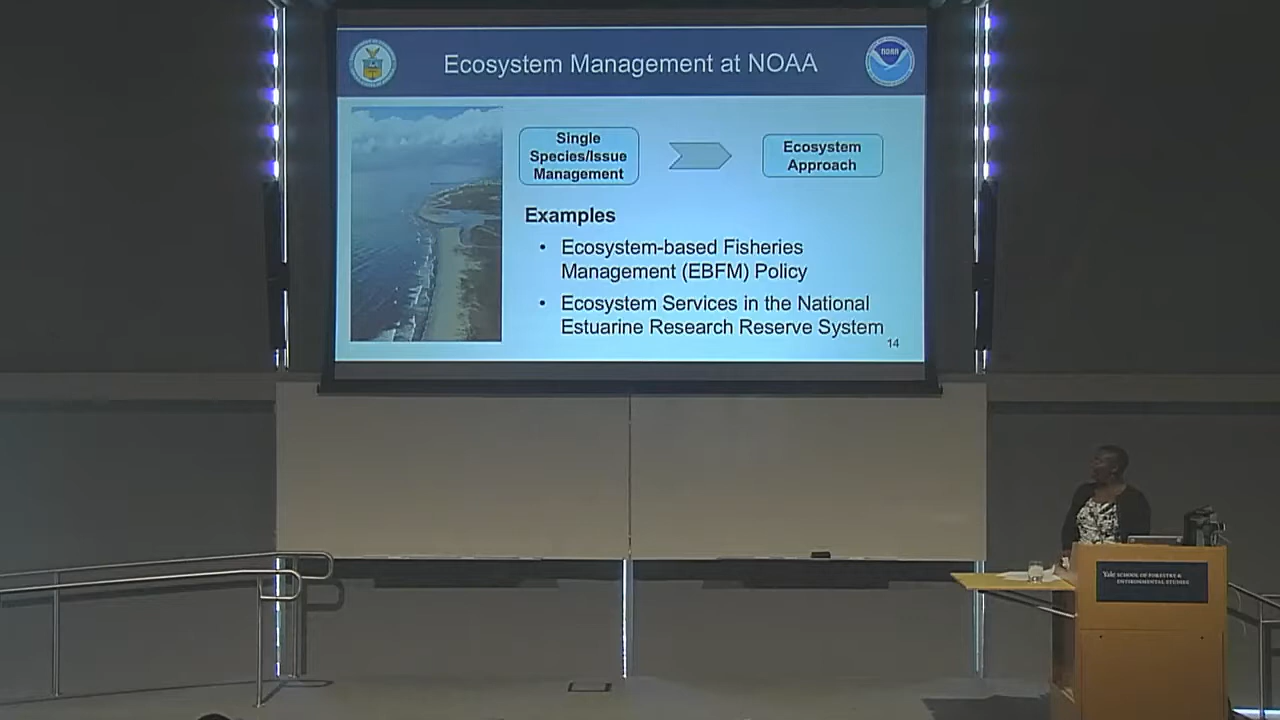 Ecosystem Management at NOAA
NOAA
Single
Species/Issue
Management
Ecosystem
Approach
Examples
• Ecosystem-based Fisheries
Management (EBFM) Policy
• Ecosystem Services in the National
Estuarine Research Reserve System
14
Yale SCHOOL OF FORESTRY &
ENVIRONMENTAL STUDIES